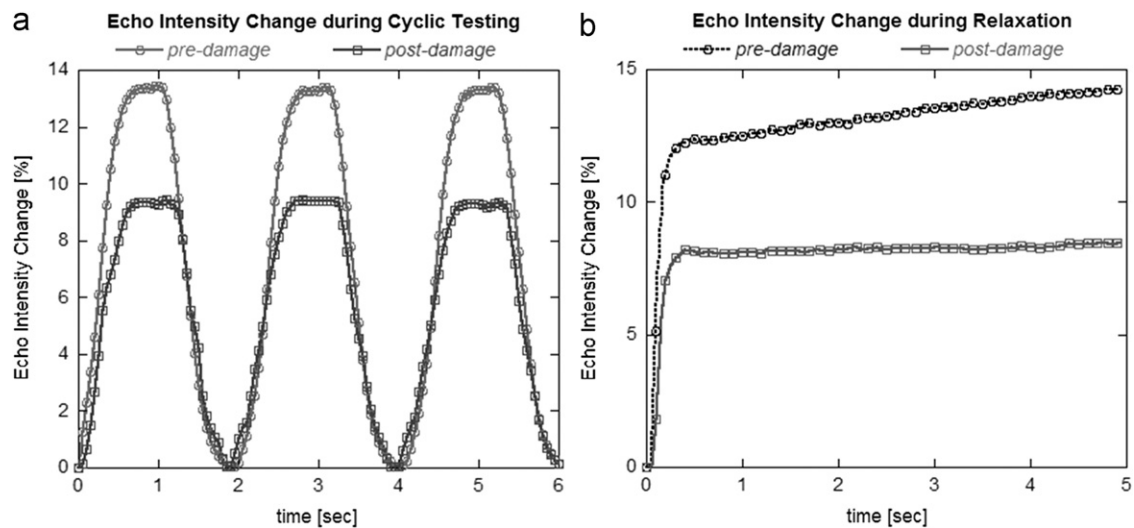 a
Echo Intensity Change during Cyclic Testing
pre-damage post-damage
14
12
10
8
6
4
2
0
Echo Intensity Change [%]
0 1 2 3 4 5 6
time [sec]
b
Echo Intensity Change during Relaxation
pre-damage post-damage
15
10
5
0
Echo Intensity Change [%]
0 1 2 3 4 5
time [sec]